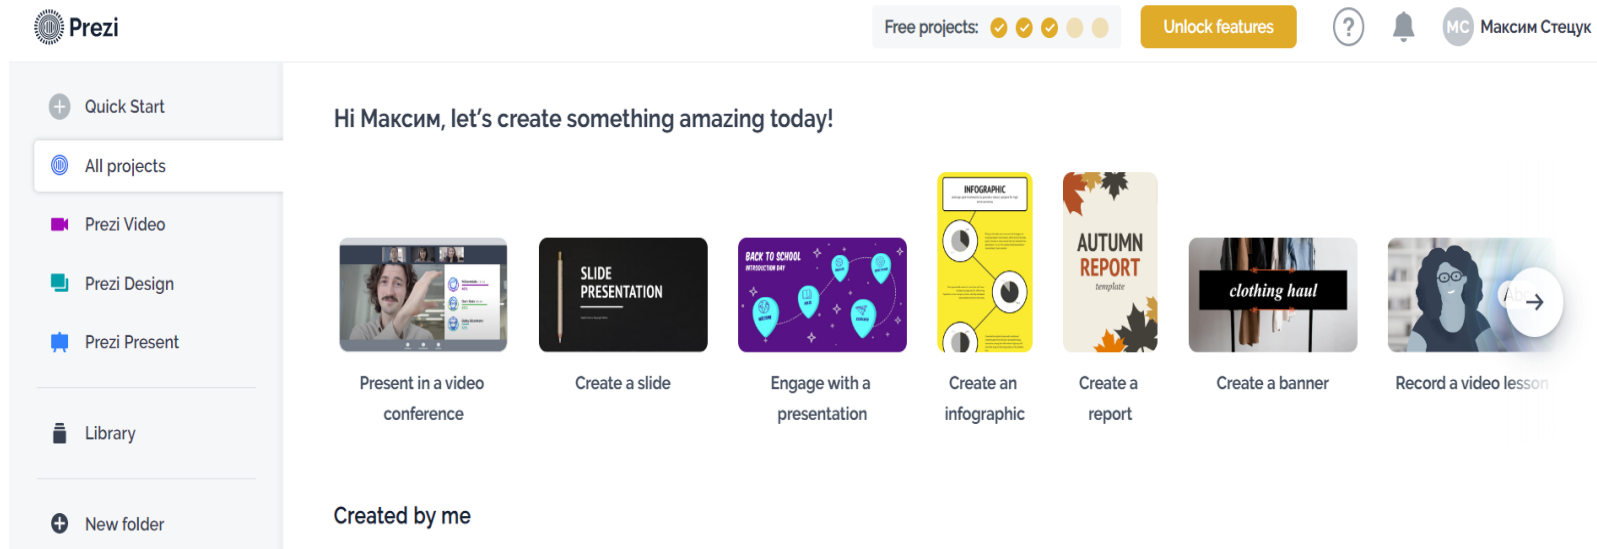 Prezi
Free projects:
Unlock features
?
MC
Максим Стецук
Quick Start
All projects
Prezi Video
Prezi Design
Prezi Present
Library
New folder
Hi Максим, let's create something amazing today!
SLIDE
PRESENTATION
BACK TO SCHOOL
INTRODUCTION DAY
INFOGRAPHIC
AUTUMN
REPORT
template
clothing haul
Present in a video
conference
Create a slide
Engage with a
presentation
Create an
infographic
Create a
report
Create a banner
Record a video lesson
Created by me